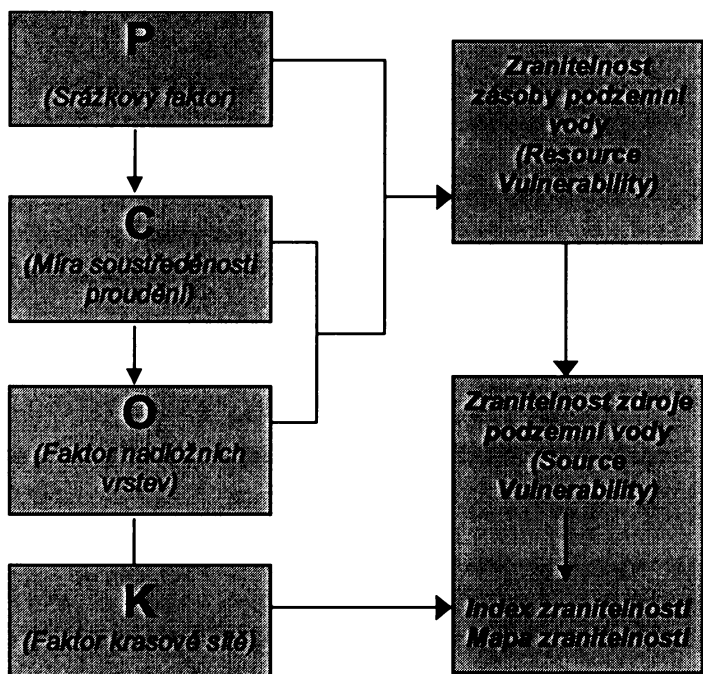 P
(Srážkový faktor)
C
(Míra soustředěnosti
proudění)
O
(Faktor nadložních
vrstev)
K
(Faktor krasové sítě)
Zranitelnost
zásoby podzemní
vody
(Resource
Vulnerability)
Zranitelnost zdroje
podzemní vody
(Source
Vulnerability)
Index zranitelnosti
Mapa zranitelnosti